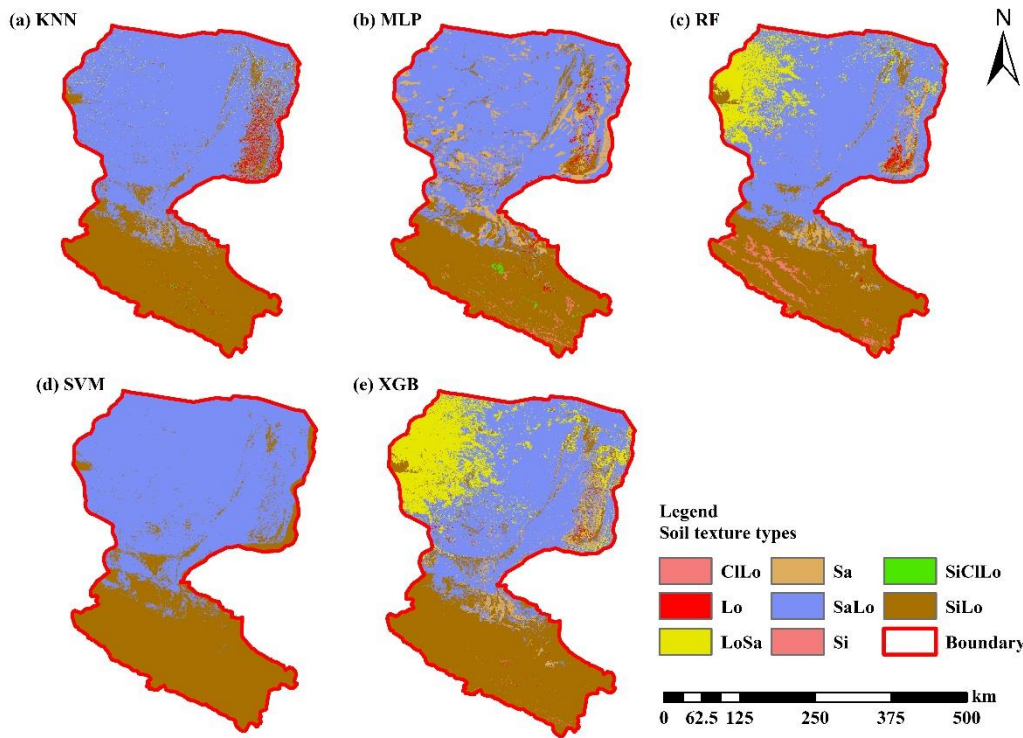 (a) KNN
(b) MLP
(c) RF
N
(d) SVM
(e) XGB
Legend
Soil texture types
ClLo Sa SiClLo
Lo SaLo SiLo
LoSa Si Boundary
km
0 62.5 125 250 375 500